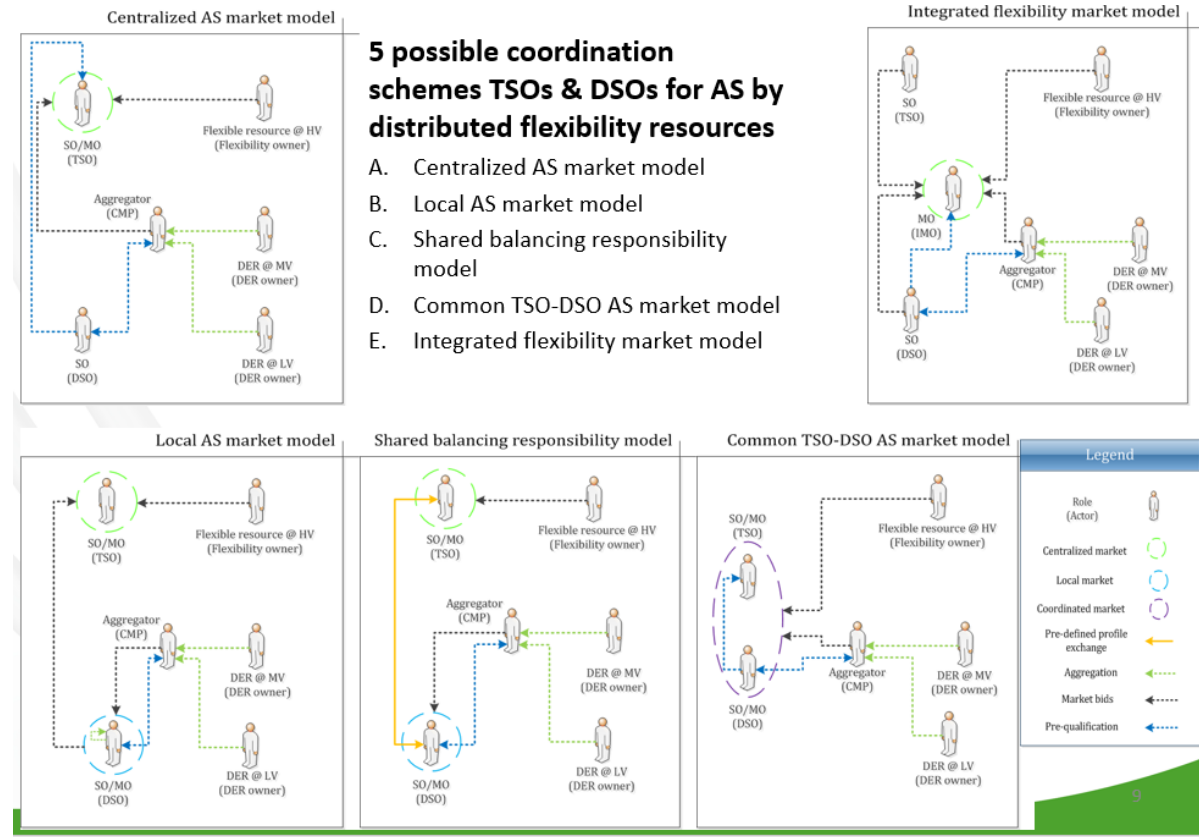 Centralized AS market model
SO/MO
(TSO)
Flexible resource @ HV
(Flexibility owner)
Aggregator
(CMP)
DER @ MV
(DER owner)
SO
(DSO)
DER @ LV
(DER owner)
5 possible coordination
schemes TSOs & DSOs for AS by
distributed flexibility resources
A. Centralized AS market model
B. Local AS market model
C. Shared balancing responsibility
model
D. Common TSO-DSO AS market model
E. Integrated flexibility market model
Integrated flexibility market model
SO
(TSO)
Flexible resource @ HV
(Flexibility owner)
MO
(IMO)
Aggregator
(CMP)
DER @ MV
(DER owner)
SO
(DSO)
DER @ LV
(DER owner)
Local AS market model
SO/MO
(TSO)
Flexible resource @ HV
(Flexibility owner)
Aggregator
(CMP)
DER @ MV
(DER owner)
SO/MO
(DSO)
DER @ LV
(DER owner)
Shared balancing responsibility model
SO/MO
(TSO)
Flexible resource @ HV
(Flexibility owner)
Aggregator
(CMP)
DER @ MV
(DER owner)
SO/MO
(DSO)
DER @ LV
(DER owner)
Common TSO-DSO AS market model
SO/MO
(TSO)
Flexible resource @ HV
(Flexibility owner)
Aggregator
(CMP)
DER @ MV
(DER owner)
SO/MO
(DSO)
DER @ LV
(DER owner)
Legend
Role
(Actor)
Centralized market
Local market
Coordinated market
Pre-defined profile
exchange
Aggregation
Market bids
Pre-qualification
9